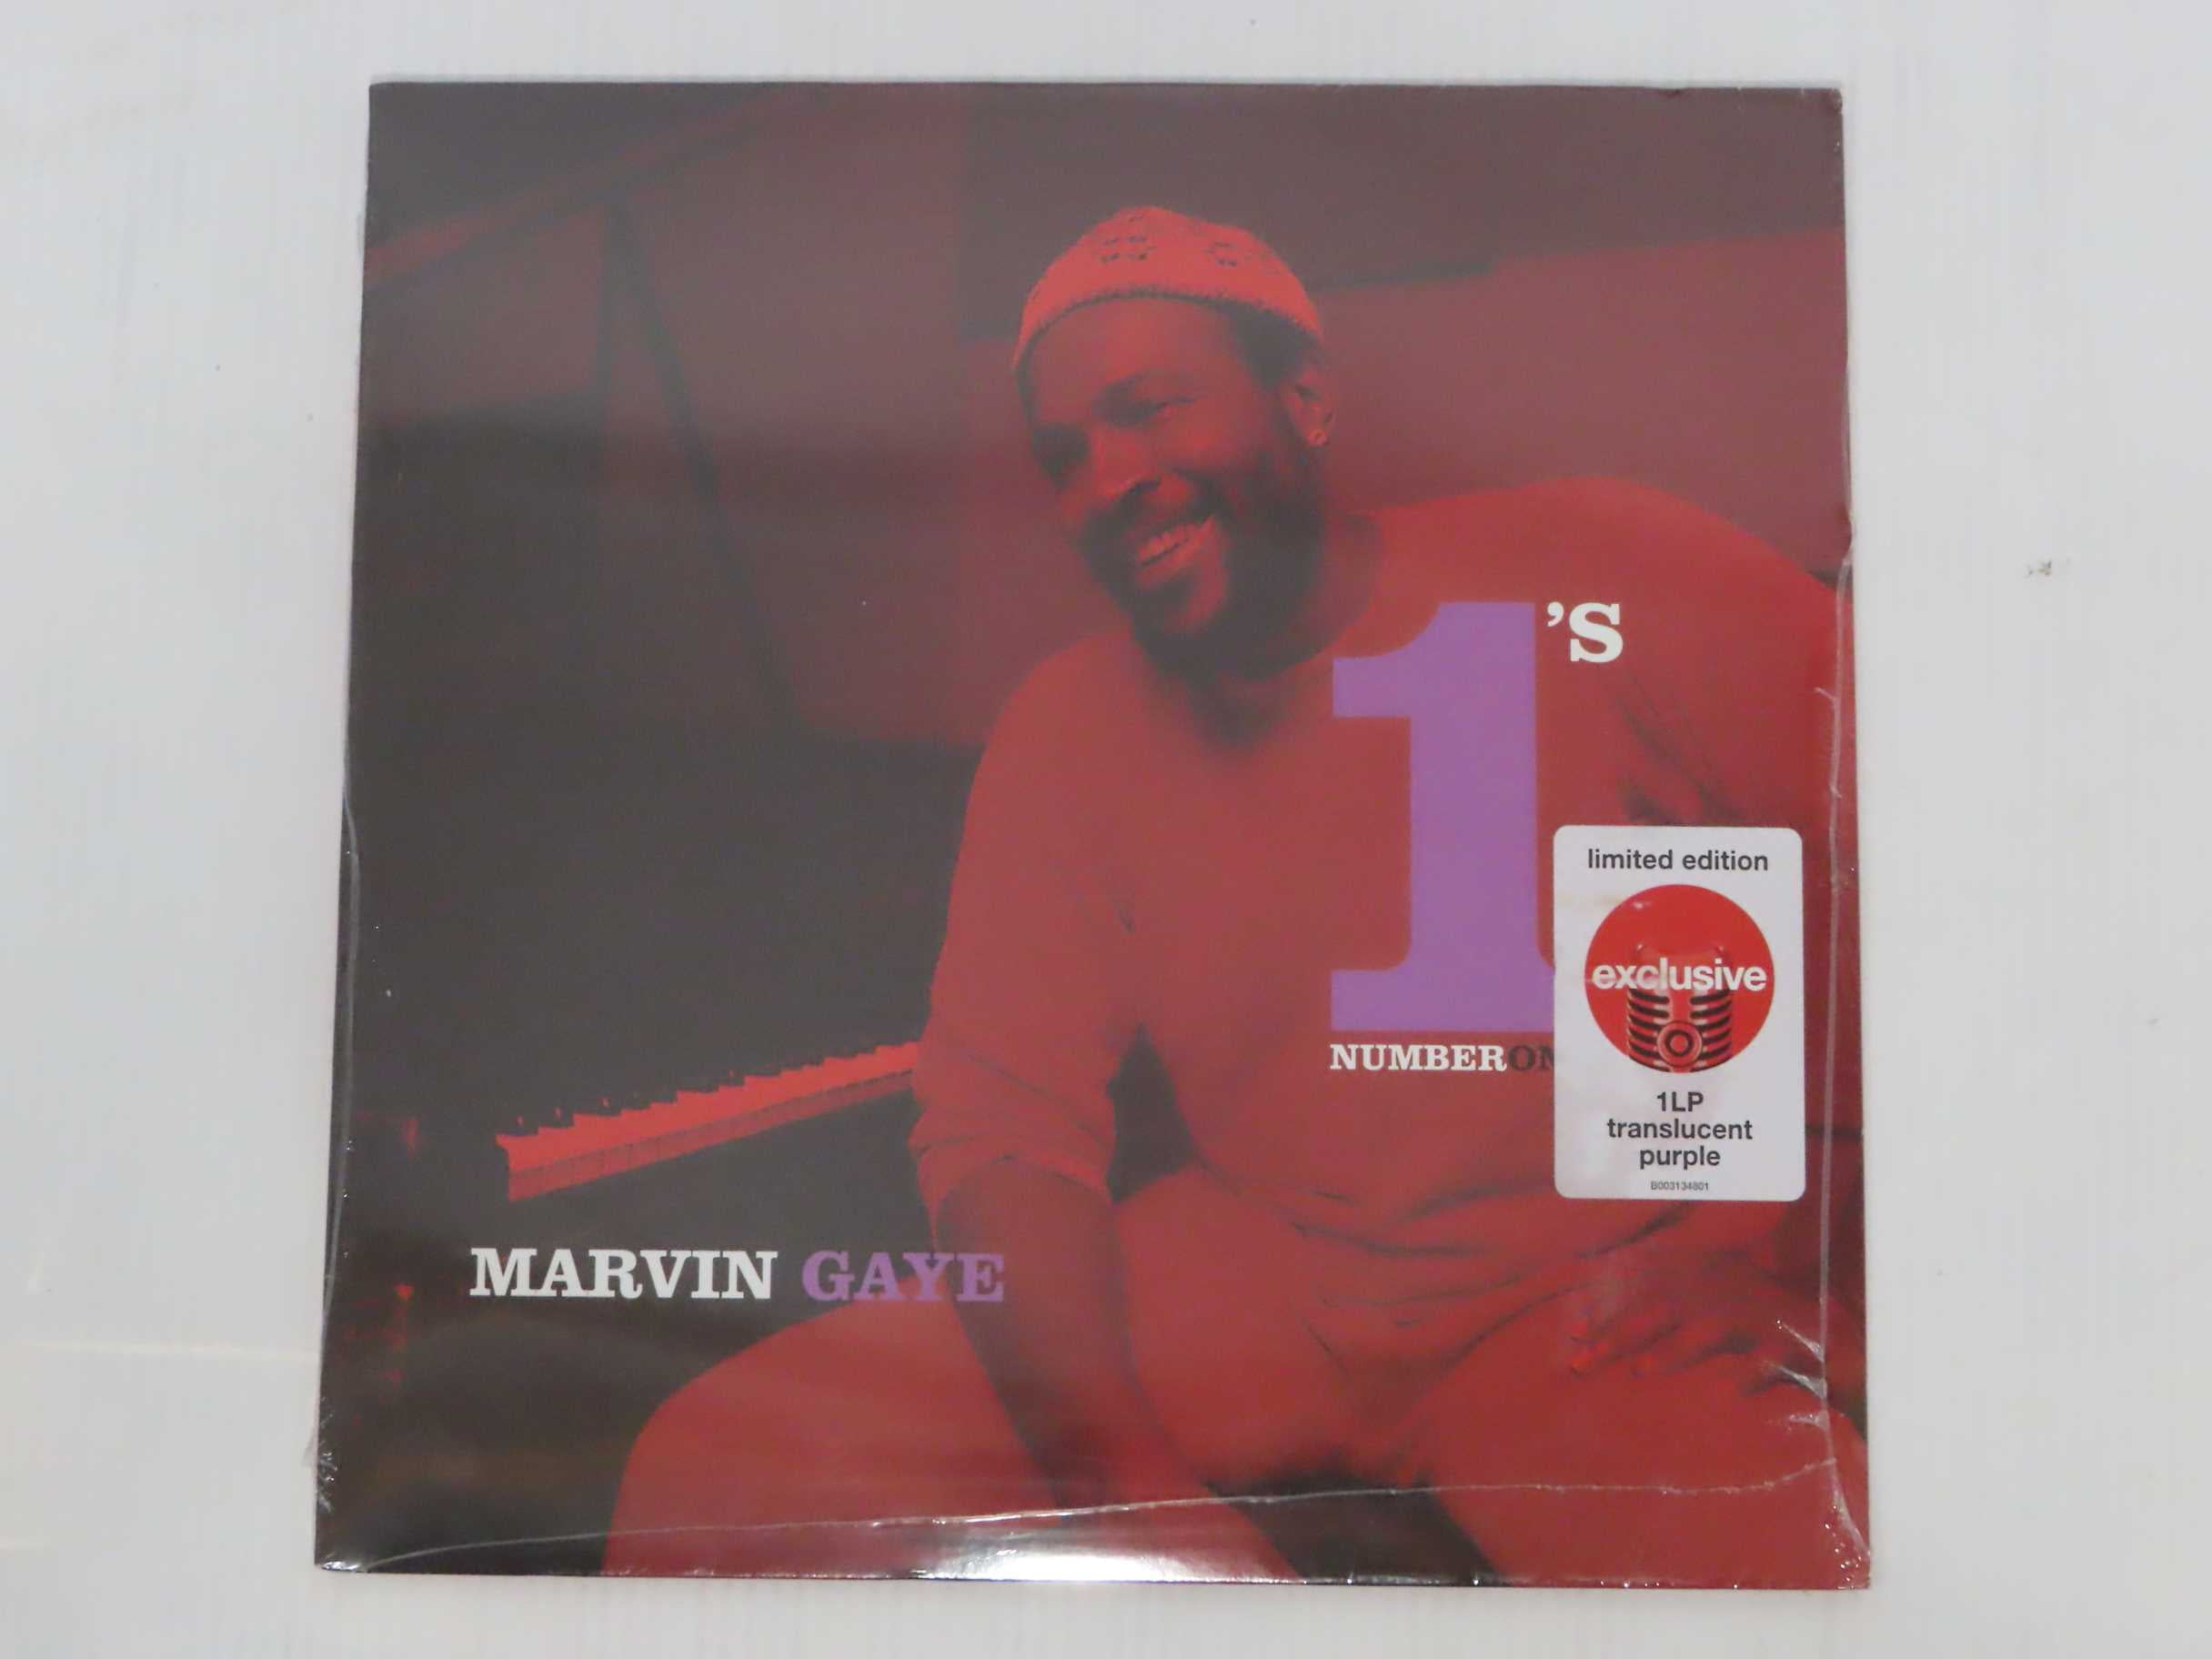 1'S
NUMBER
MARVIN GAYE
limited edition
exclusive
1LP
translucent
purple
B003134801